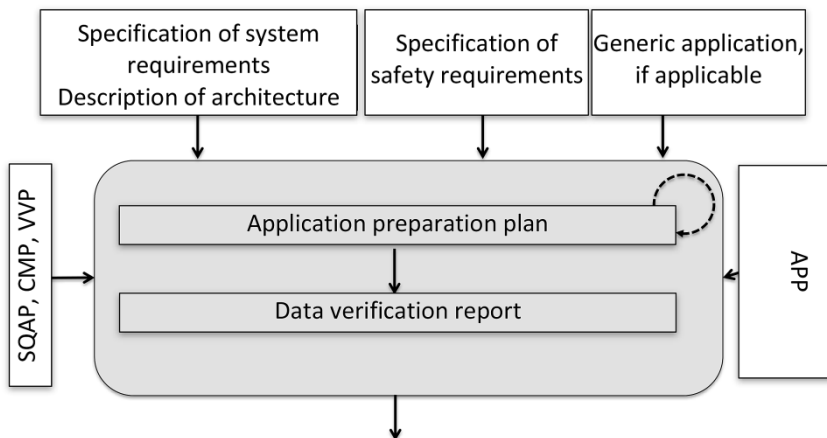 Specification of system
requirements
Description of architecture
Specification of
safety requirements
Generic application,
if applicable
SQAP, CMP, VVP
Application preparation plan
Data verification report
APP